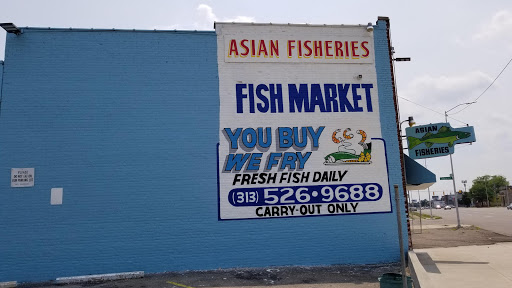 ASIAN FISHERIES
FISH MARKET
YOU BUY
WE FRY
FRESH FISH DAILY
(313) 526•9688
CARRY-OUT ONLY
ASIAN
FISHERIES